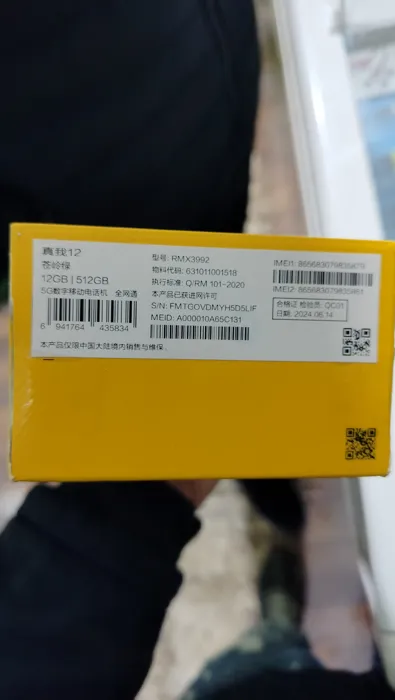 真我12
苍岭绿
12GB | 512GB
5G数字移动电话机 全网通
6 941764 435834
本产品仅限中国大陆境内销售与维保.
型号: RMX3992
物料代码: 631011001518
执行标准: Q/RM 101-2020
本产品已获进网许可
S/N: FMTGOVDMYH5D5LIF
MEID: A000010A65C131
IMEI1:
IMEI2:
合格证 检验员: QC01
日期: 2024.06.14